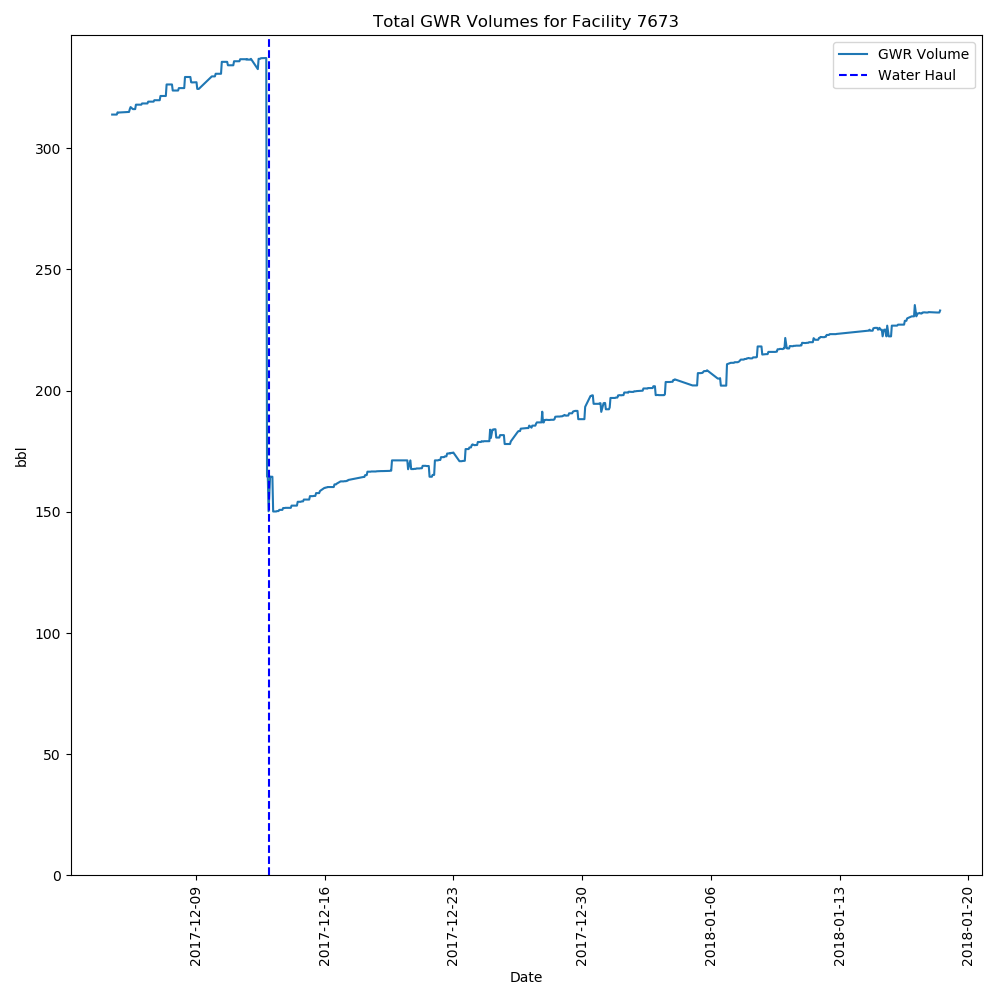 Total GWR Volumes for Facility 7673
GWR Volume
Water Haul
bbl
300
250
200
150
100
50
0
2017-12-09
2017-12-16
2017-12-23
2017-12-30
2018-01-06
2018-01-13
2018-01-20
Date